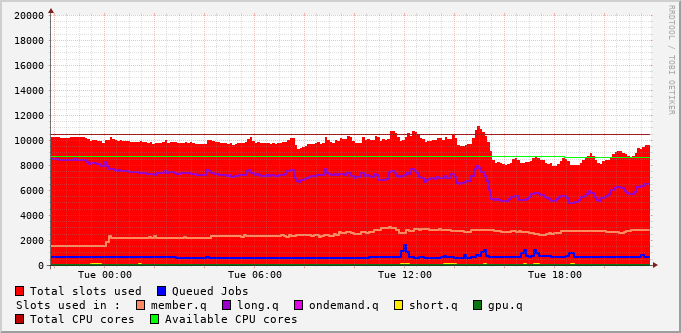 RRDTOOL / TOBI OETIKER
20000
18000
16000
14000
12000
10000
8000
6000
4000
2000
0
Tue 00:00 Tue 06:00 Tue 12:00 Tue 18:00
Total slots used Queued Jobs
Slots used in : member.q long.q ondemand.q short.q gpu.q
Total CPU cores Available CPU cores